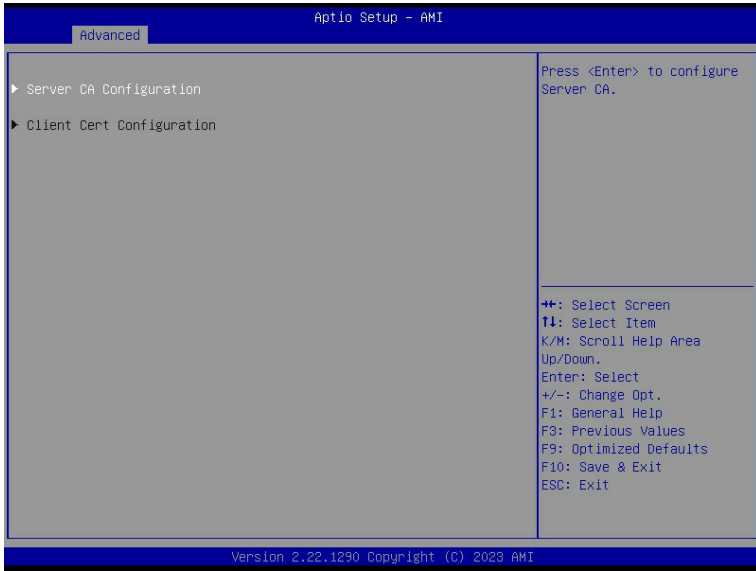 Aptio Setup - AMI
Advanced
▶ Server CA Configuration
▶ Client Cert Configuration
Press <Enter> to configure
Server CA.
→←: Select Screen
↑↓: Select Item
K/M: Scroll Help Area
Up/Down.
Enter: Select
+/-: Change Opt.
F1: General Help
F3: Previous Values
F9: Optimized Defaults
F10: Save & Exit
ESC: Exit
Version 2.22.1290 Copyright (C) 2023 AMI